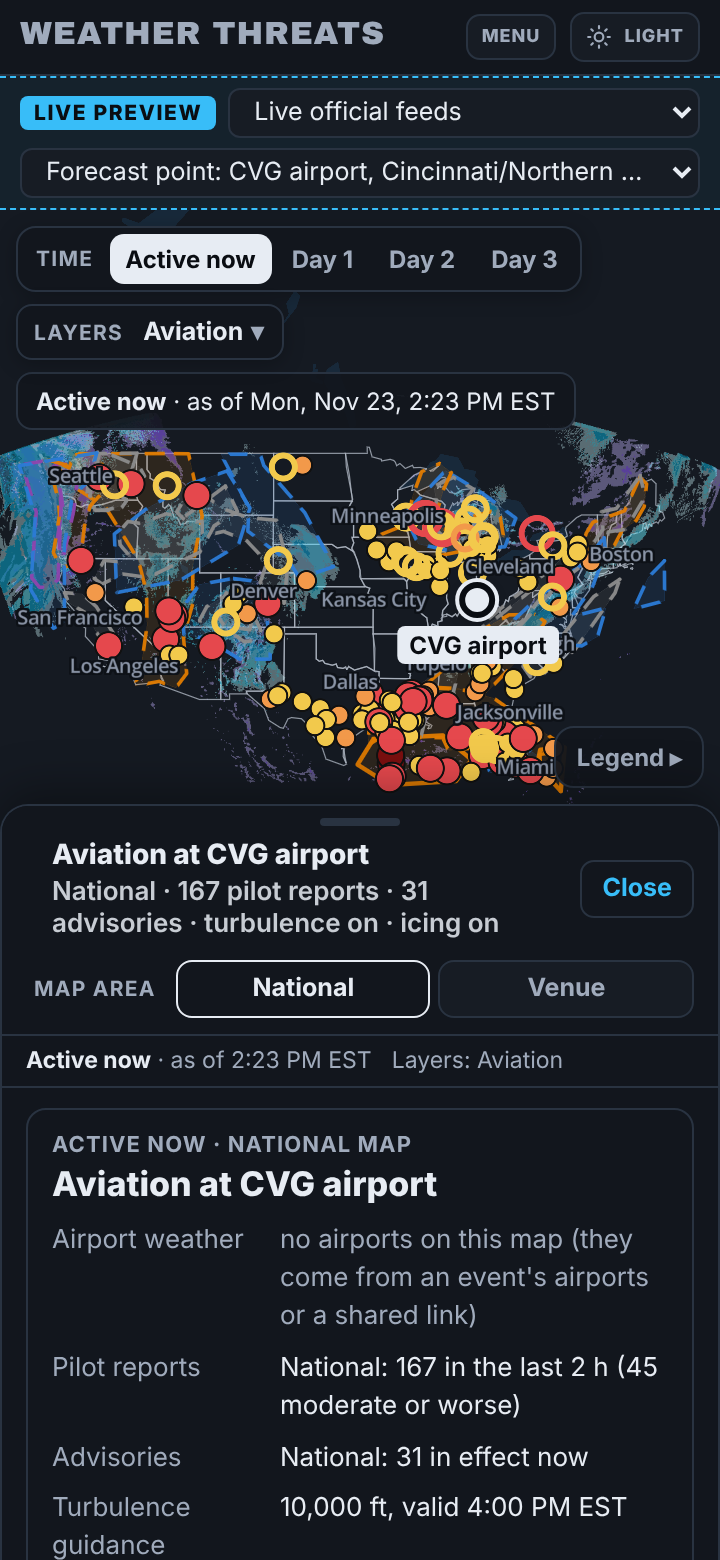 WEATHER THREATS
MENU
LIGHT
LIVE PREVIEW
Live official feeds
Forecast point: CVG airport, Cincinnati/Northern ...
TIME Active now Day 1 Day 2 Day 3
LAYERS Aviation ▾
Active now · as of Mon, Nov 23, 2:23 PM EST
Seattle
Minneapolis
Cleveland
Boston
Denver
Kansas City
San Francisco
CVG airport
Los Angeles
Dallas
Jacksonville
Miami
Legend ▸
Aviation at CVG airport
National · 167 pilot reports · 31
advisories · turbulence on · icing on
Close
MAP AREA National Venue
Active now · as of 2:23 PM EST Layers: Aviation
ACTIVE NOW · NATIONAL MAP
Aviation at CVG airport
Airport weather no airports on this map (they
come from an event's airports
or a shared link)
Pilot reports National: 167 in the last 2 h (45
moderate or worse)
Advisories National: 31 in effect now
Turbulence 10,000 ft, valid 4:00 PM EST
guidance